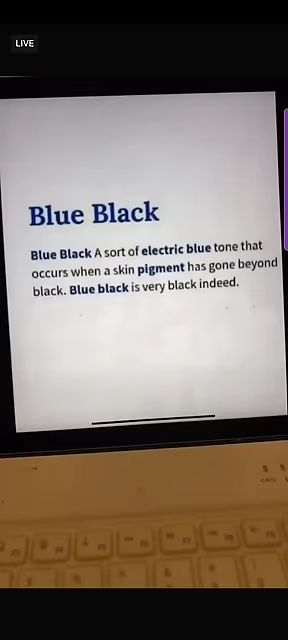 LIVE
Blue Black
Blue Black A sort of electric blue tone that
occurs when a skin pigment has gone beyond
black. Blue black is very black indeed.